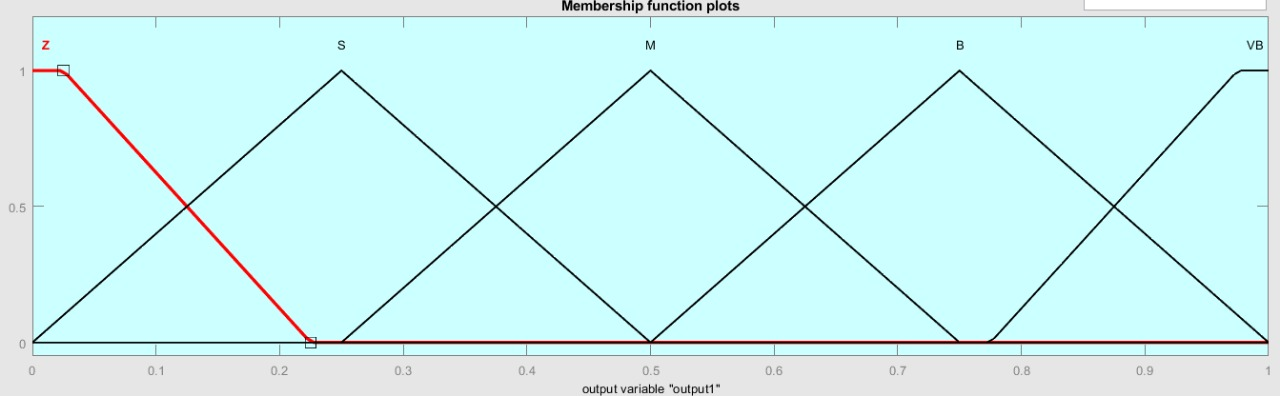 Membership function plots
Z S M B VB
1
0.5
0
0 0.1 0.2 0.3 0.4 0.5 0.6 0.7 0.8 0.9 1
output variable "output1"